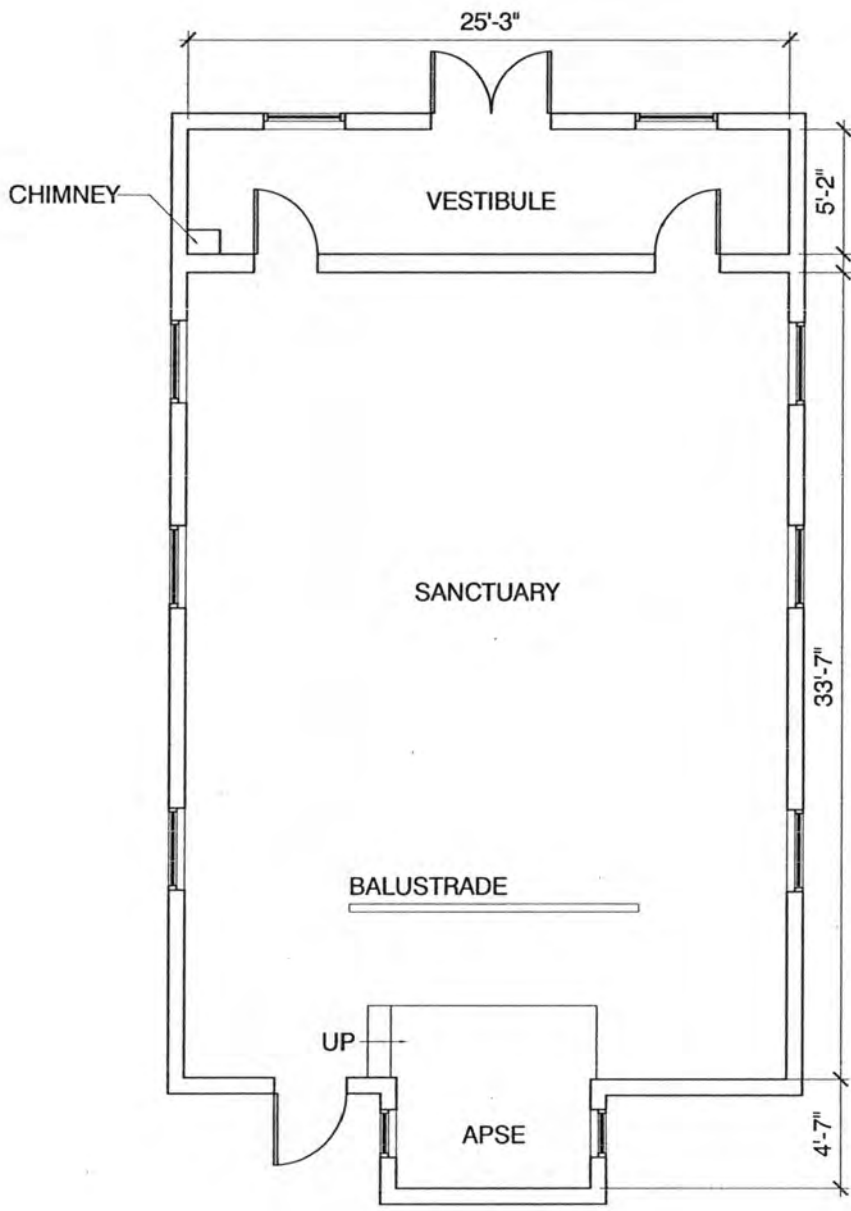 25'-3"
CHIMNEY
VESTIBULE
5'-2"
SANCTUARY
33'-7"
BALUSTRADE
UP
APSE
4'-7"